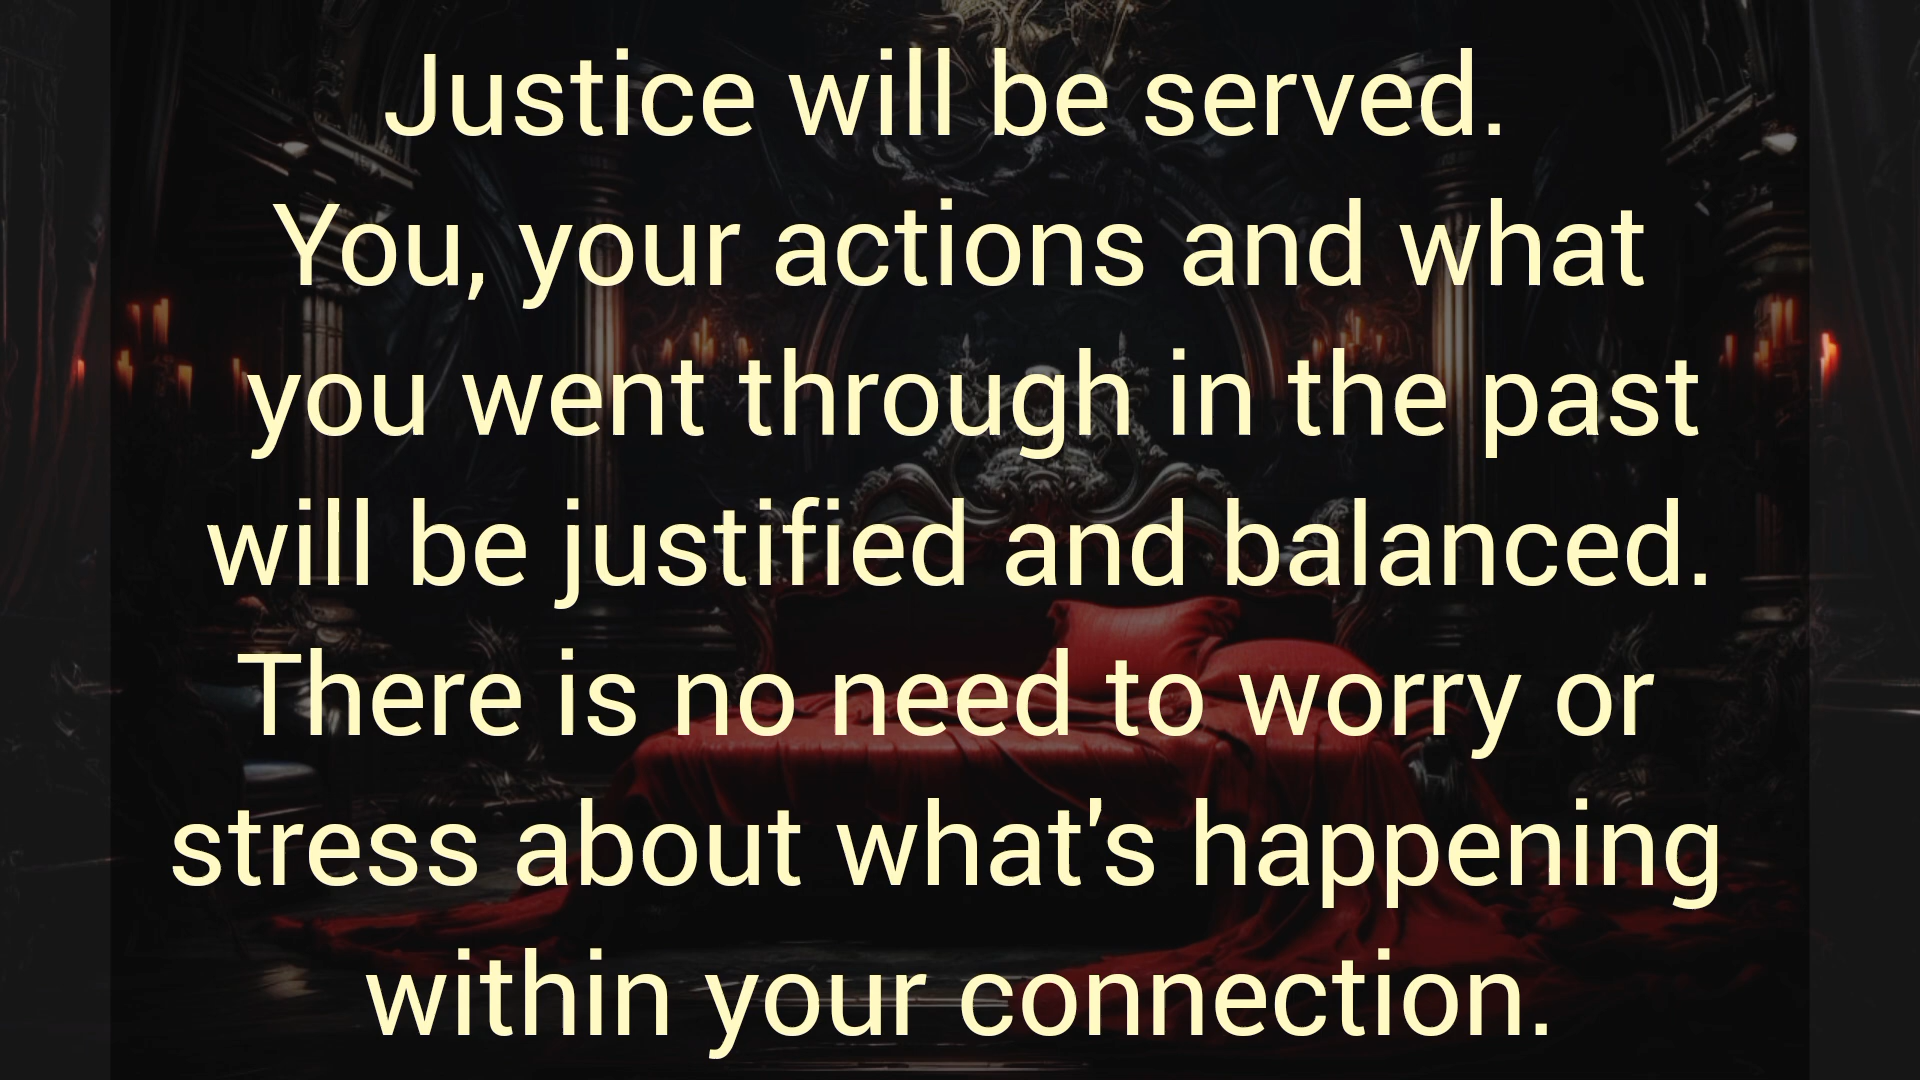 Justice will be served.
You, your actions and what
you went through in the past
will be justified and balanced.
There is no need to worry or
stress about what's happening
within your connection.